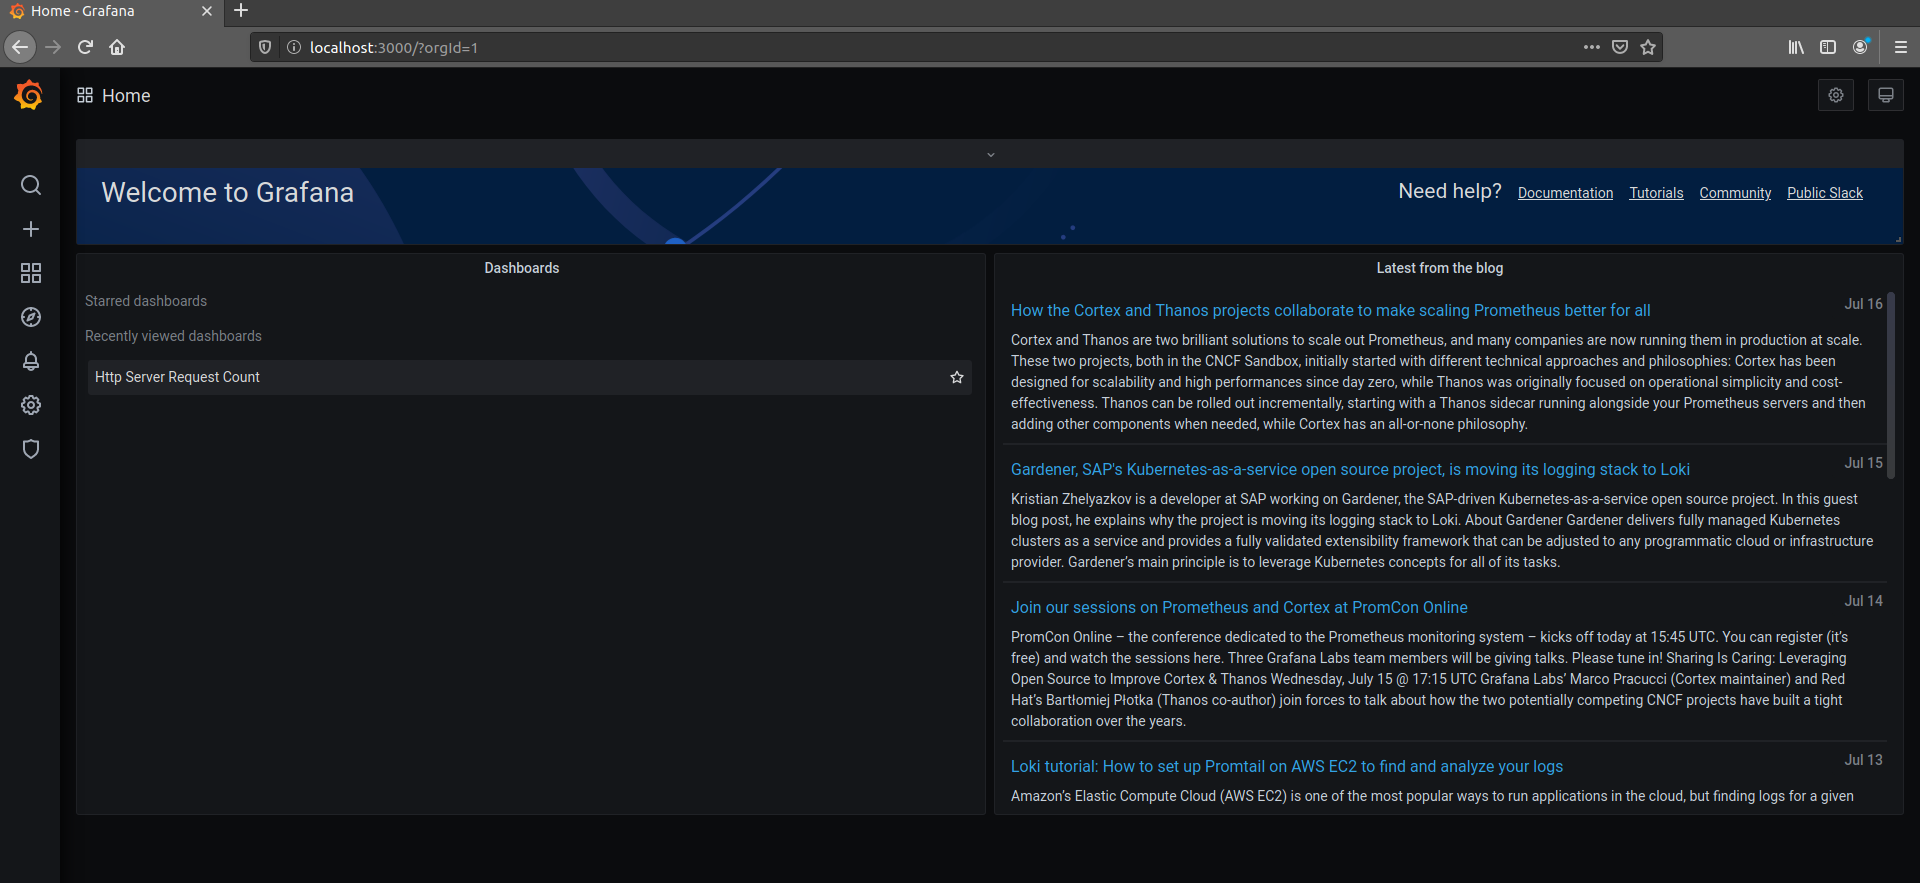 Home - Grafana
localhost:3000/?orgId=1
Home
Welcome to Grafana
Need help? Documentation Tutorials Community Public Slack
Dashboards
Starred dashboards
Recently viewed dashboards
Http Server Request Count
Latest from the blog
How the Cortex and Thanos projects collaborate to make scaling Prometheus better for all
Jul 16
Cortex and Thanos are two brilliant solutions to scale out Prometheus, and many companies are now running them in production at scale.
These two projects, both in the CNCF Sandbox, initially started with different technical approaches and philosophies: Cortex has been
designed for scalability and high performances since day zero, while Thanos was originally focused on operational simplicity and cost-
effectiveness. Thanos can be rolled out incrementally, starting with a Thanos sidecar running alongside your Prometheus servers and then
adding other components when needed, while Cortex has an all-or-none philosophy.
Gardener, SAP's Kubernetes-as-a-service open source project, is moving its logging stack to Loki
Jul 15
Kristian Zhelyazkov is a developer at SAP working on Gardener, the SAP-driven Kubernetes-as-a-service open source project. In this guest
blog post, he explains why the project is moving its logging stack to Loki. About Gardener Gardener delivers fully managed Kubernetes
clusters as a service and provides a fully validated extensibility framework that can be adjusted to any programmatic cloud or infrastructure
provider. Gardener’s main principle is to leverage Kubernetes concepts for all of its tasks.
Join our sessions on Prometheus and Cortex at PromCon Online
Jul 14
PromCon Online – the conference dedicated to the Prometheus monitoring system – kicks off today at 15:45 UTC. You can register (it’s
free) and watch the sessions here. Three Grafana Labs team members will be giving talks. Please tune in! Sharing Is Caring: Leveraging
Open Source to Improve Cortex & Thanos Wednesday, July 15 @ 17:15 UTC Grafana Labs’ Marco Pracucci (Cortex maintainer) and Red
Hat’s Bartłomiej Płotka (Thanos co-author) join forces to talk about how the two potentially competing CNCF projects have built a tight
collaboration over the years.
Loki tutorial: How to set up Promtail on AWS EC2 to find and analyze your logs
Jul 13
Amazon’s Elastic Compute Cloud (AWS EC2) is one of the most popular ways to run applications in the cloud, but finding logs for a given